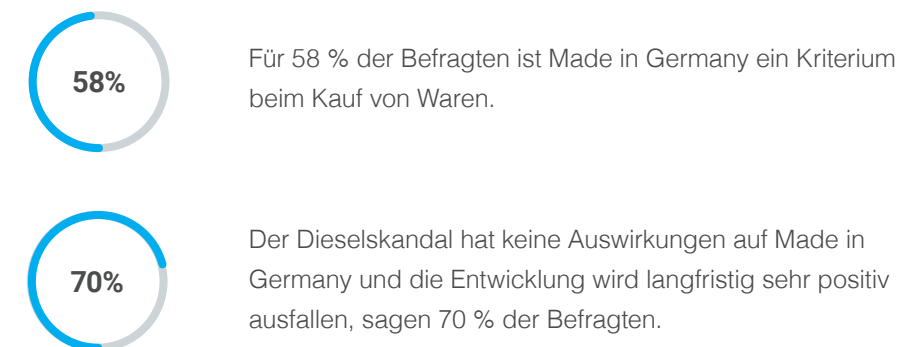 58%
Für 58 % der Befragten ist Made in Germany ein Kriterium
beim Kauf von Waren.
70%
Der Dieselskandal hat keine Auswirkungen auf Made in
Germany und die Entwicklung wird langfristig sehr positiv
ausfallen, sagen 70 % der Befragten.